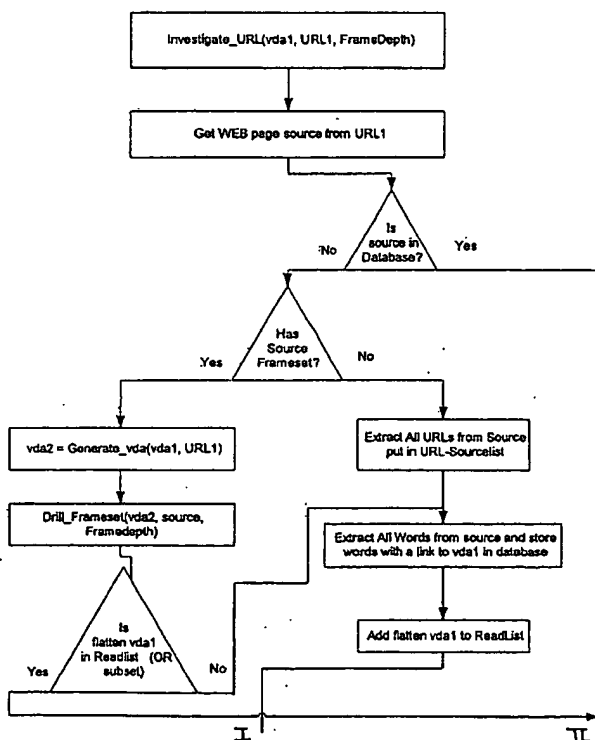 Investigate_URL(vda1, URL1, FrameDepth)
Get WEB page source from URL1
Is
source in
Database?
No
Yes
Has
Source
Frameset?
Yes
No
vda2 = Generate_vda(vda1, URL1)
Extract All URLs from Source
put in URL-Sourcelist
Drill_Frameset(vda2, source,
Framedepth)
Extract All Words from source and store
words with a link to vda1 in database
Is
flatten vda1
in Readlist (OR
subset)
Yes
No
Add flatten vda1 to ReadList
I
II